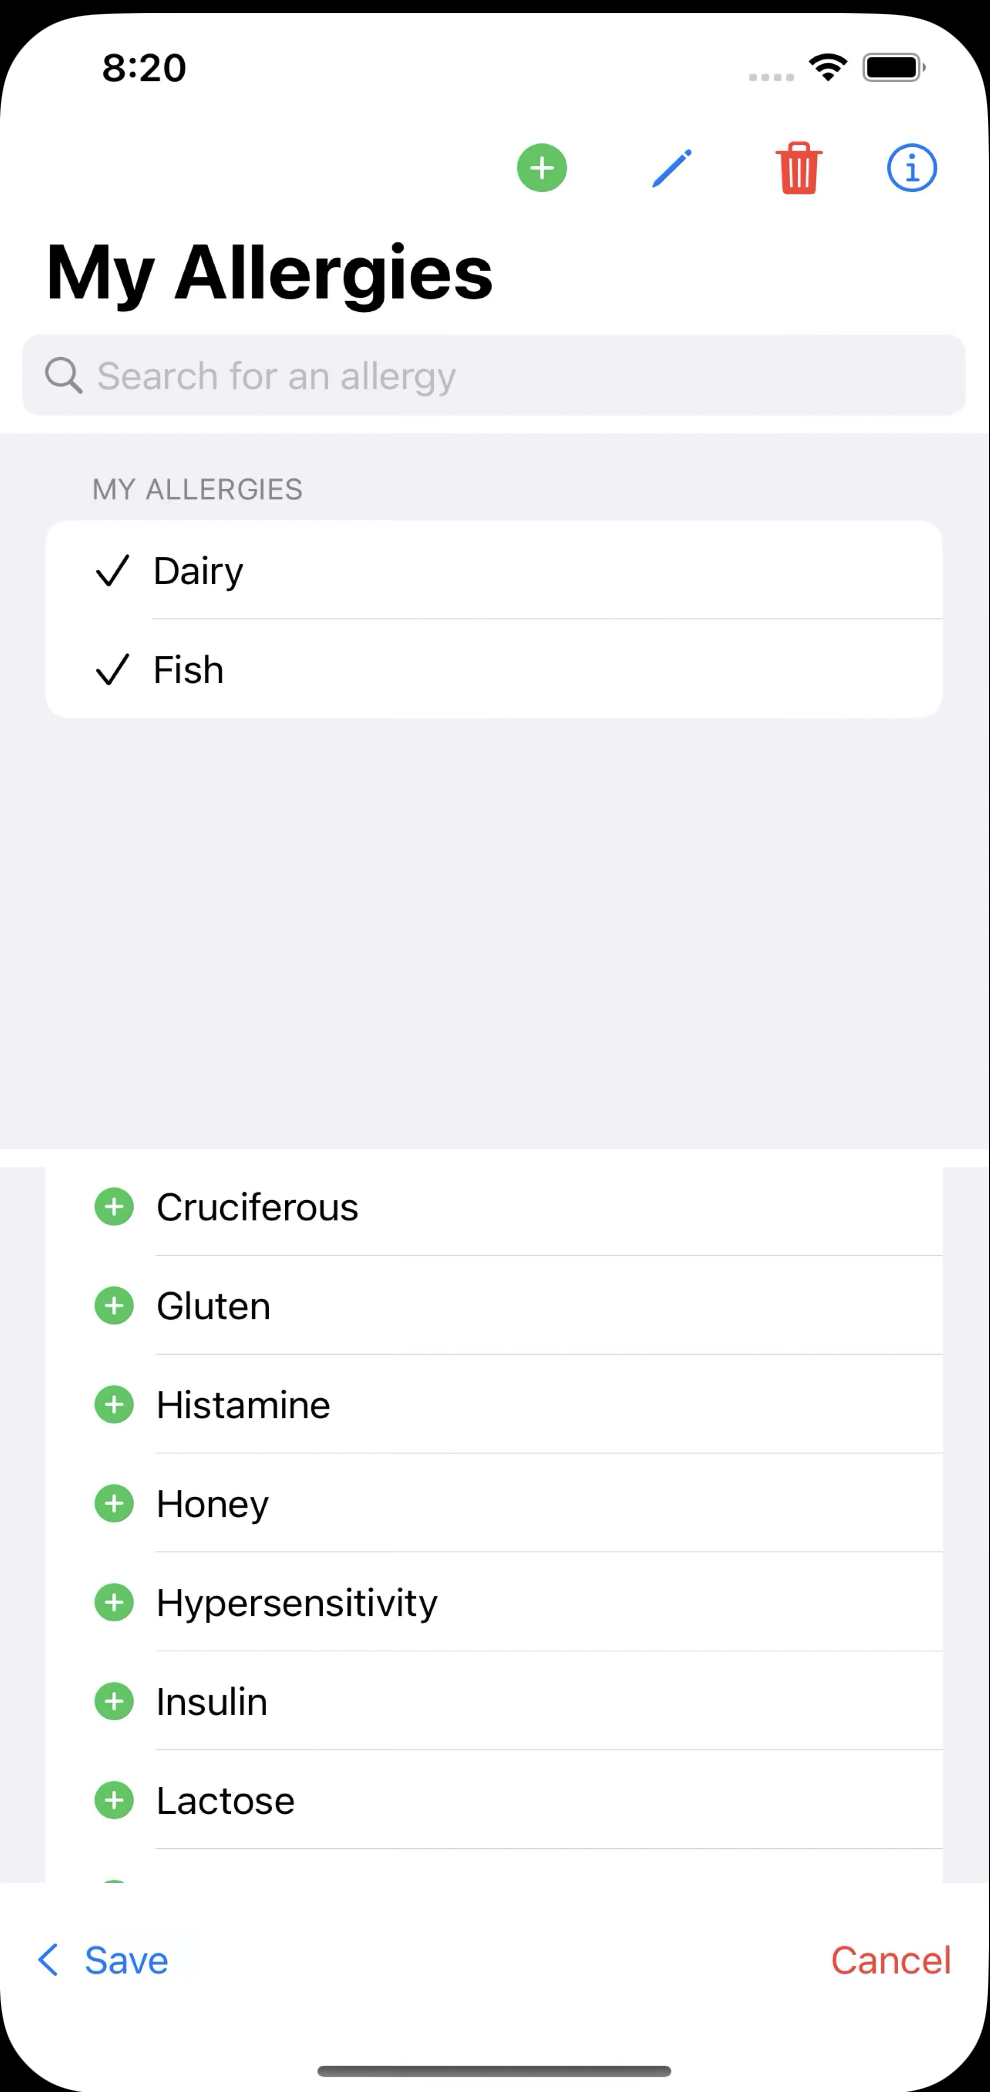 8:20
My Allergies
Search for an allergy
MY ALLERGIES
Dairy
Fish
Cruciferous
Gluten
Histamine
Honey
Hypersensitivity
Insulin
Lactose
Save
Cancel